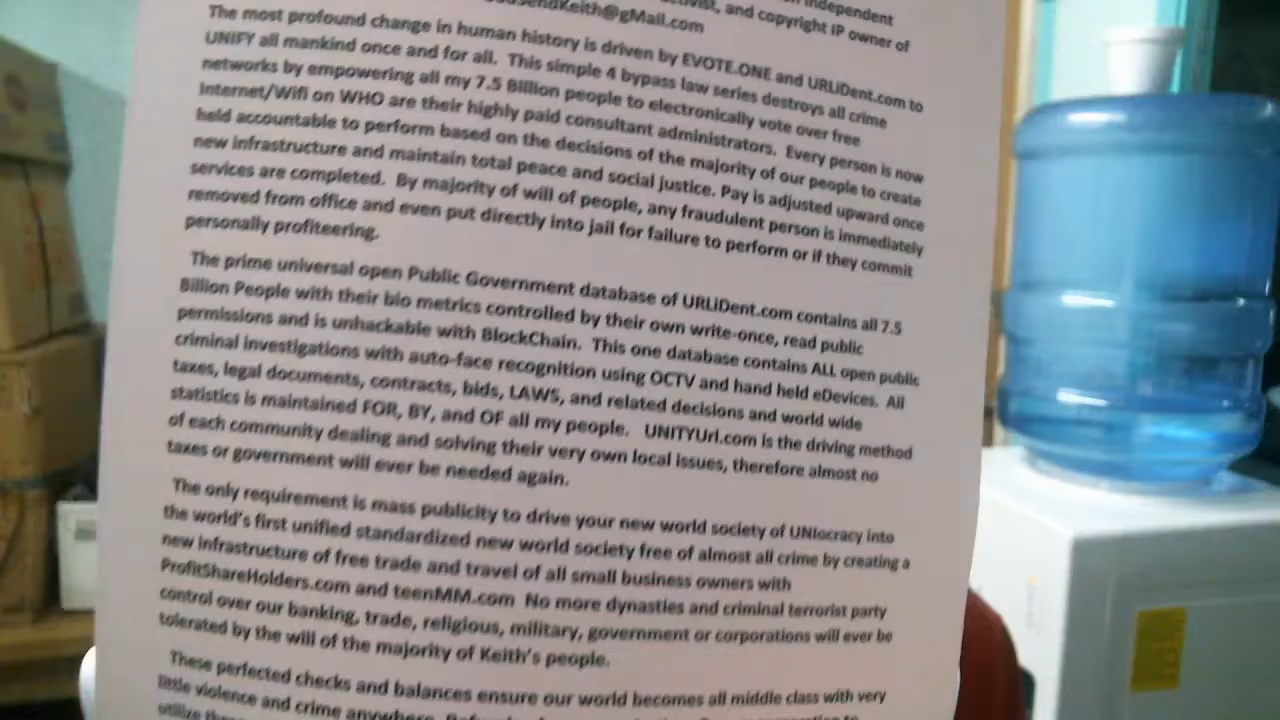 Independent
activist, and copyright IP owner of
Keith@gMail.com
The most profound change in human history is driven by EVOTE.ONE and URLiDent.com to
UNIFY all mankind once and for all. This simple 4 bypass law series destroys all crime
networks by empowering all my 7.5 Billion people to electronically vote over free
Internet/Wifi on WHO are their highly paid consultant administrators. Every person is now
held accountable to perform based on the decisions of the majority of our people to create
new infrastructure and maintain total peace and social justice. Pay is adjusted upward once
services are completed. By majority of will of people, any fraudulent person is immediately
removed from office and even put directly into jail for failure to perform or if they commit
personally profiteering.
The prime universal open Public Government database of URLiDent.com contains all 7.5
Billion People with their bio metrics controlled by their own write-once, read public
permissions and is unhackable with BlockChain. This one database contains ALL open public
criminal investigations with auto-face recognition using OCTV and hand held eDevices. All
taxes, legal documents, contracts, bids, LAWS, and related decisions and world wide
statistics is maintained FOR, BY, and OF all my people. UNITYUrl.com is the driving method
of each community dealing and solving their very own local issues, therefore almost no
taxes or government will ever be needed again.
The only requirement is mass publicity to drive your new world society of UNIocracy into
the world's first unified standardized new world society free of almost all crime by creating a
new infrastructure of free trade and travel of all small business owners with
ProfitShareHolders.com and teenMM.com No more dynasties and criminal terrorist party
control over our banking, trade, religious, military, government or corporations will ever be
tolerated by the will of the majority of Keith's people.
These perfected checks and balances ensure our world becomes all middle class with very
little violence and crime anywhere.
utilize